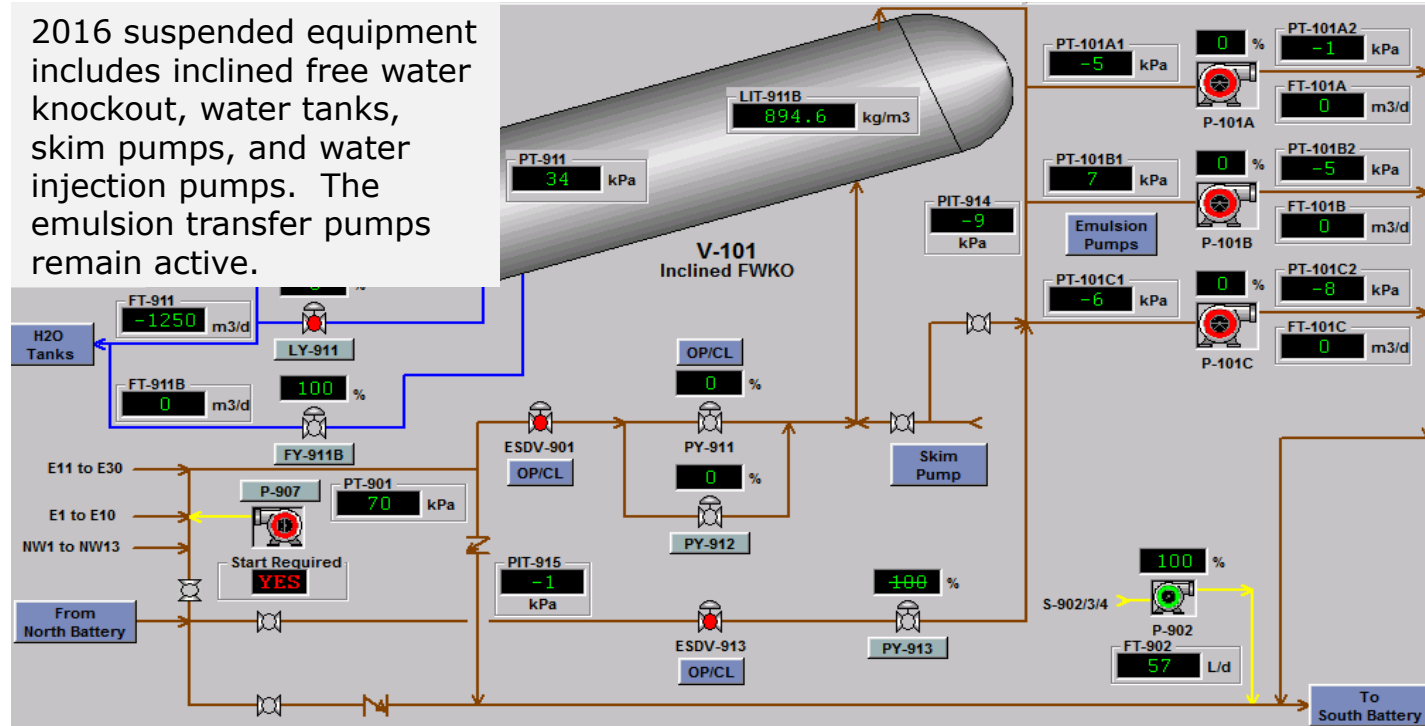 2016 suspended equipment
includes inclined free water
knockout, water tanks,
skim pumps, and water
injection pumps.  The
emulsion transfer pumps
remain active.
LIT-911B
894.6 kg/m3
PT-911
34 kPa
V-101
Inclined FWKO
PIT-914
-9
kPa
PT-101A1
-5 kPa
0 %
P-101A
PT-101A2
-1 kPa
FT-101A
0 m3/d
PT-101B1
7 kPa
Emulsion
Pumps
0 %
P-101B
PT-101B2
-5 kPa
FT-101B
0 m3/d
PT-101C1
-6 kPa
0 %
P-101C
PT-101C2
-8 kPa
FT-101C
0 m3/d
FT-911
-1250 m3/d
%
LY-911
H2O
Tanks
FT-911B
0 m3/d
100 %
FY-911B
OP/CL
0 %
PY-911
ESDV-901
OP/CL
0 %
PY-912
Skim
Pump
E11 to E30
E1 to E10
NW1 to NW13
P-907
PT-901
70 kPa
Start Required
YES
From
North Battery
PIT-915
-1
kPa
ESDV-913
OP/CL
100 %
PY-913
100 %
S-902/3/4
P-902
FT-902
57 L/d
To
South Battery